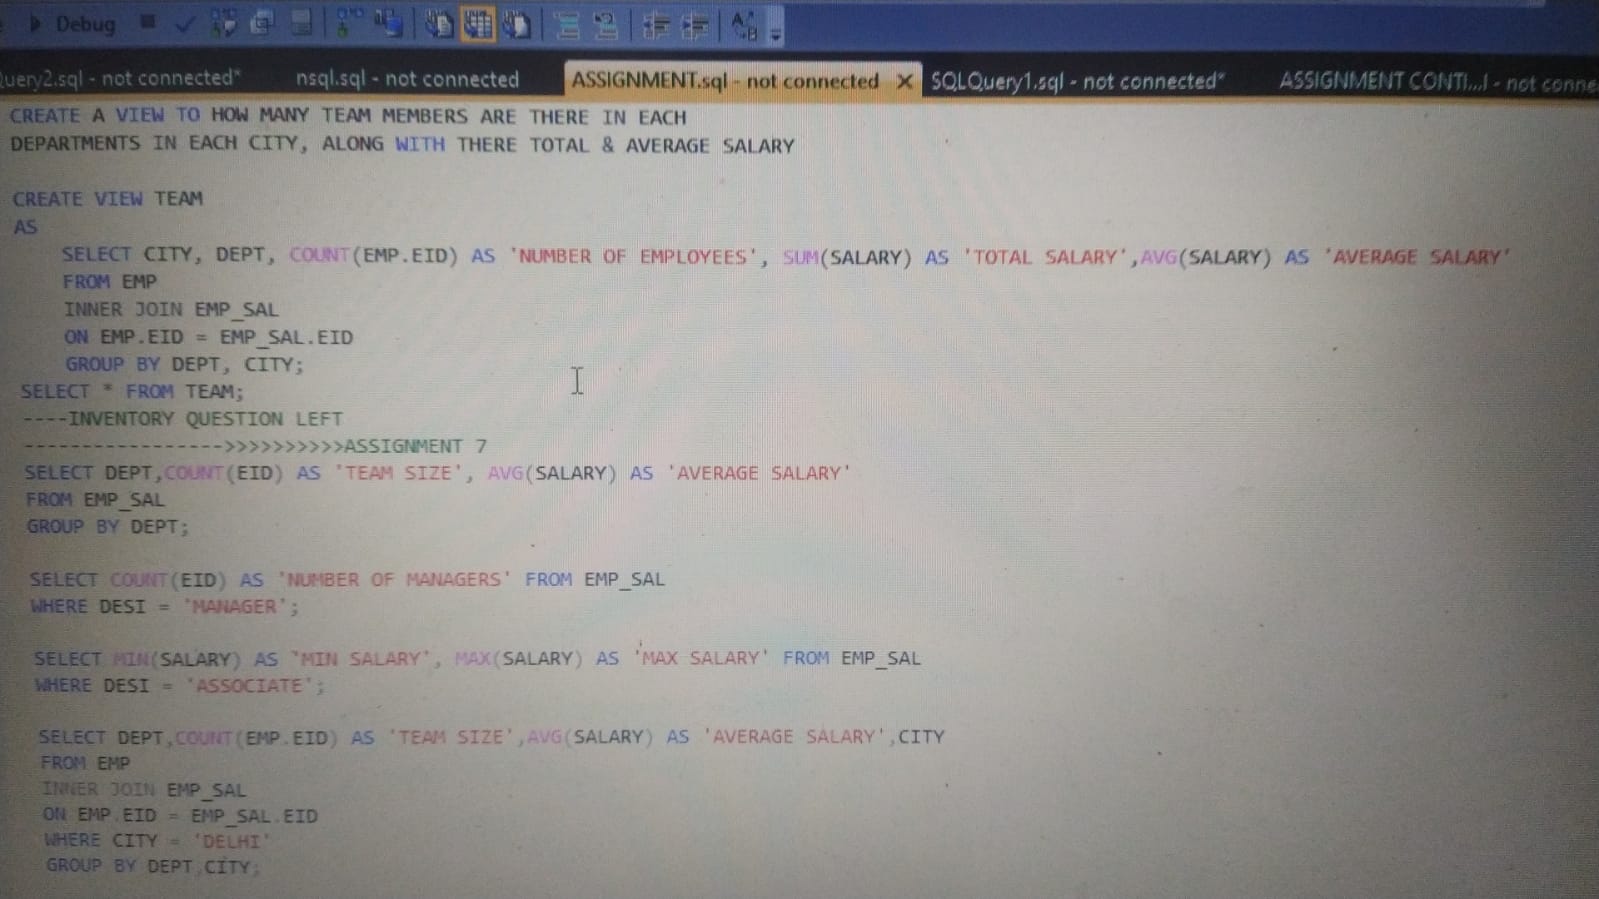 Debug
uery2.sql - not connected*
nsql.sql - not connected
ASSIGNMENT.sql - not connected
SQLQuery1.sql - not connected*
ASSIGNMENT CONTI...l - not conne
CREATE A VIEW TO HOW MANY TEAM MEMBERS ARE THERE IN EACH
DEPARTMENTS IN EACH CITY, ALONG WITH THERE TOTAL & AVERAGE SALARY
CREATE VIEW TEAM
AS
SELECT CITY, DEPT, COUNT(EMP.EID) AS 'NUMBER OF EMPLOYEES', SUM(SALARY) AS 'TOTAL SALARY',AVG(SALARY) AS 'AVERAGE SALARY'
FROM EMP
INNER JOIN EMP_SAL
ON EMP.EID = EMP_SAL.EID
GROUP BY DEPT, CITY;
SELECT * FROM TEAM;
----INVENTORY QUESTION LEFT
----------------->>>>>>>>>>ASSIGNMENT 7
SELECT DEPT,COUNT(EID) AS 'TEAM SIZE', AVG(SALARY) AS 'AVERAGE SALARY'
FROM EMP_SAL
GROUP BY DEPT;
SELECT COUNT(EID) AS 'NUMBER OF MANAGERS' FROM EMP_SAL
WHERE DESI = 'MANAGER';
SELECT MIN(SALARY) AS 'MIN SALARY', MAX(SALARY) AS 'MAX SALARY' FROM EMP_SAL
WHERE DESI = 'ASSOCIATE';
SELECT DEPT,COUNT(EMP.EID) AS 'TEAM SIZE',AVG(SALARY) AS 'AVERAGE SALARY',CITY
FROM EMP
INNER JOIN EMP_SAL
ON EMP.EID = EMP_SAL.EID
WHERE CITY = 'DELHI'
GROUP BY DEPT,CITY;